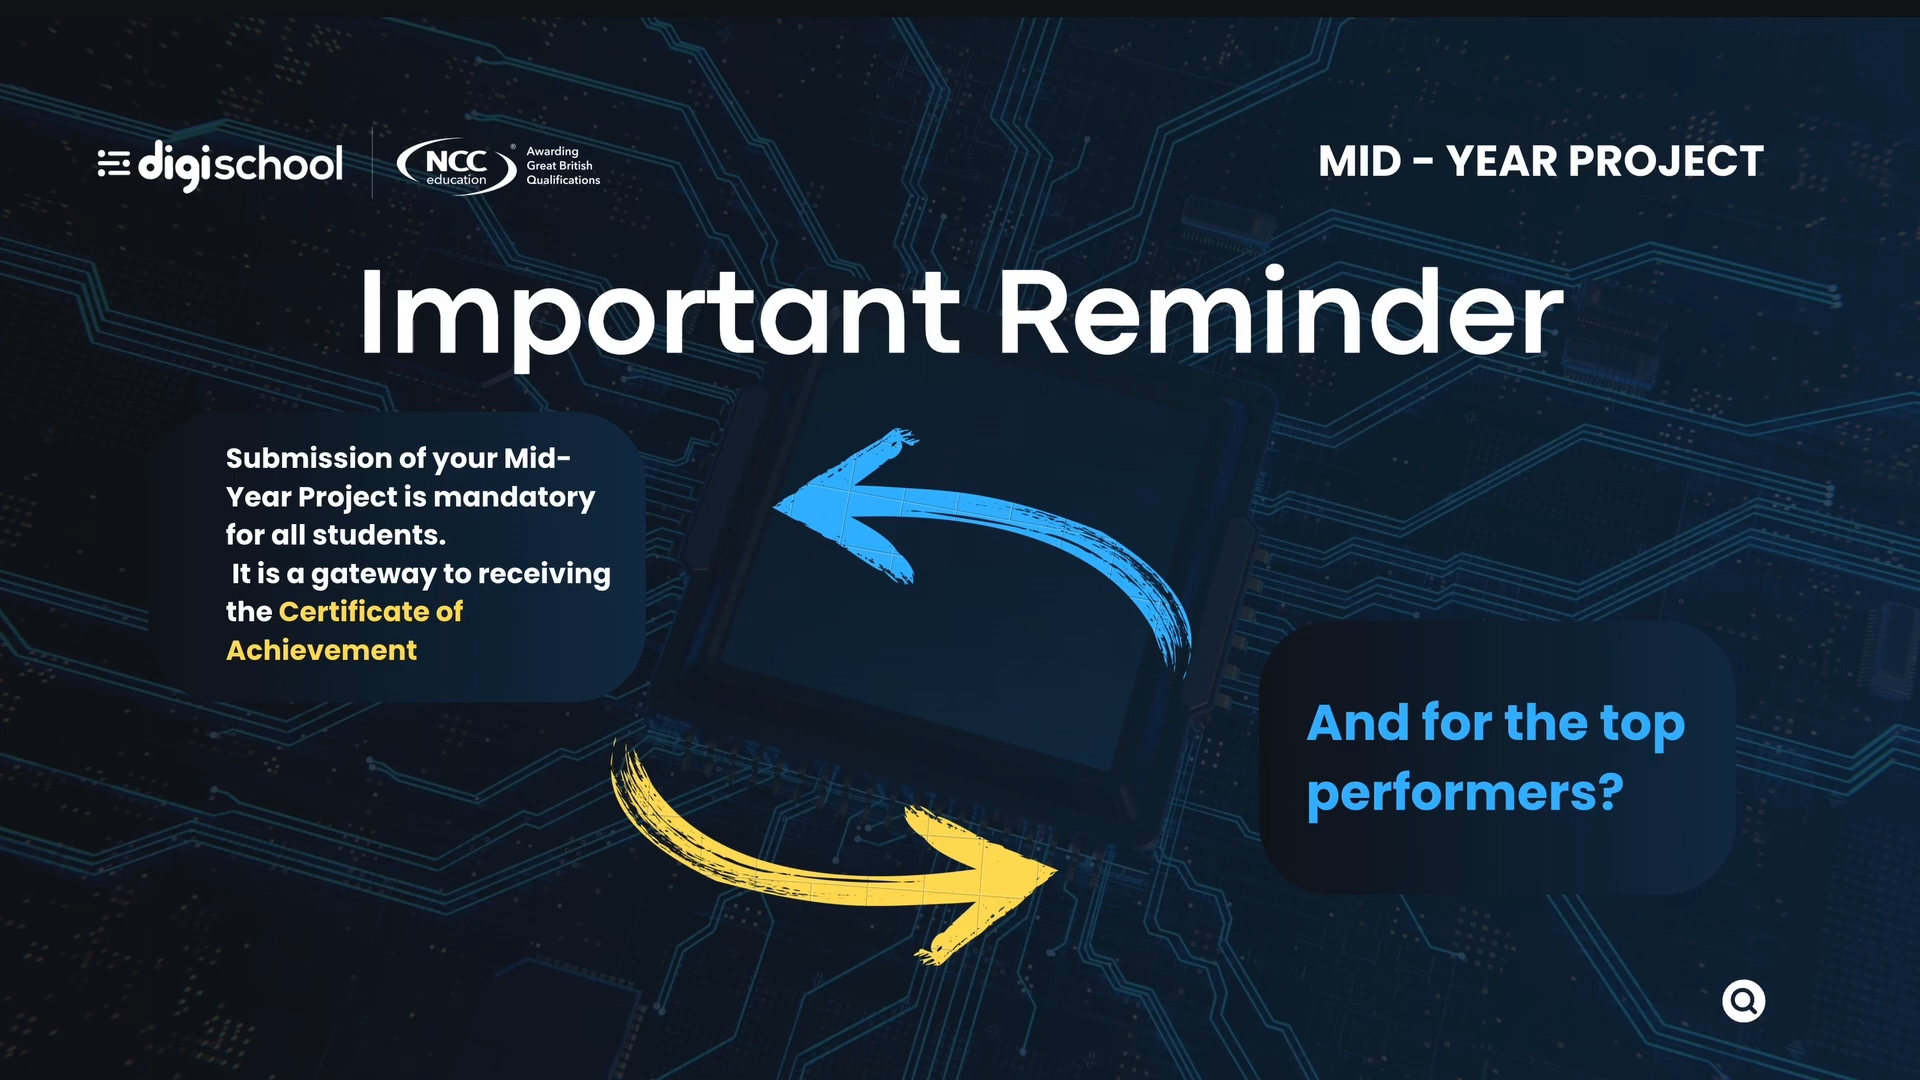 digischool
NCC
education
®
Awarding
Great British
Qualifications
MID - YEAR PROJECT
Important Reminder
Submission of your Mid-
Year Project is mandatory
for all students.
It is a gateway to receiving
the Certificate of
Achievement
And for the top
performers?